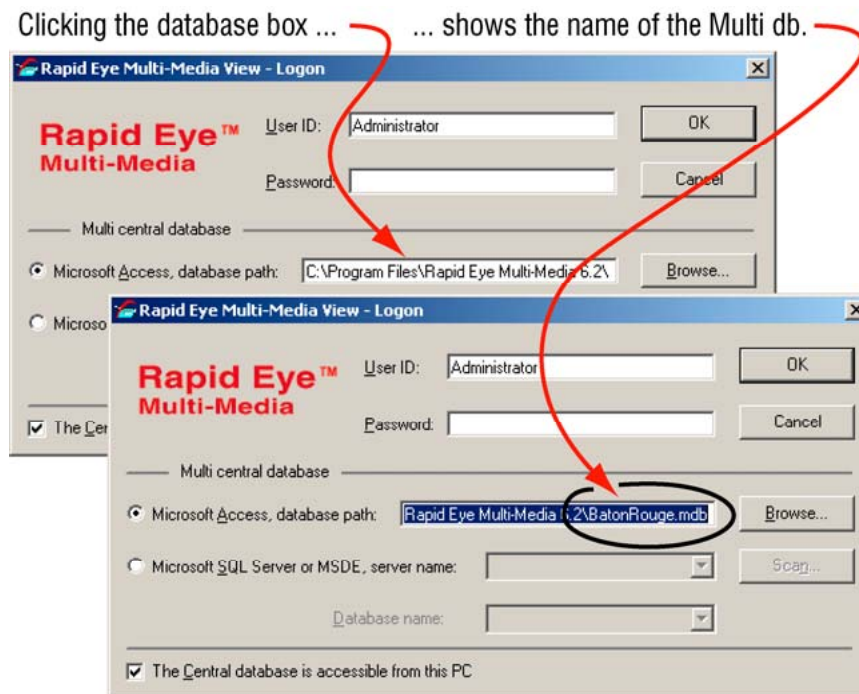 Clicking the database box ... ... shows the name of the Multi db.
Rapid Eye Multi-Media View - Logon
Rapid Eye™
Multi-Media
User ID: Administrator
OK
Password:
Cancel
Multi central database
Microsoft Access, database path: C:\Program Files\Rapid Eye Multi-Media 6.2\
Browse...
Microso
The Cen
Rapid Eye Multi-Media View - Logon
Rapid Eye™
Multi-Media
User ID: Administrator
OK
Password:
Cancel
Multi central database
Microsoft Access, database path: Rapid Eye Multi-Media 6.2\BatonRouge.mdb
Browse...
Microsoft SQL Server or MSDE, server name:
Scan...
Database name:
The Central database is accessible from this PC